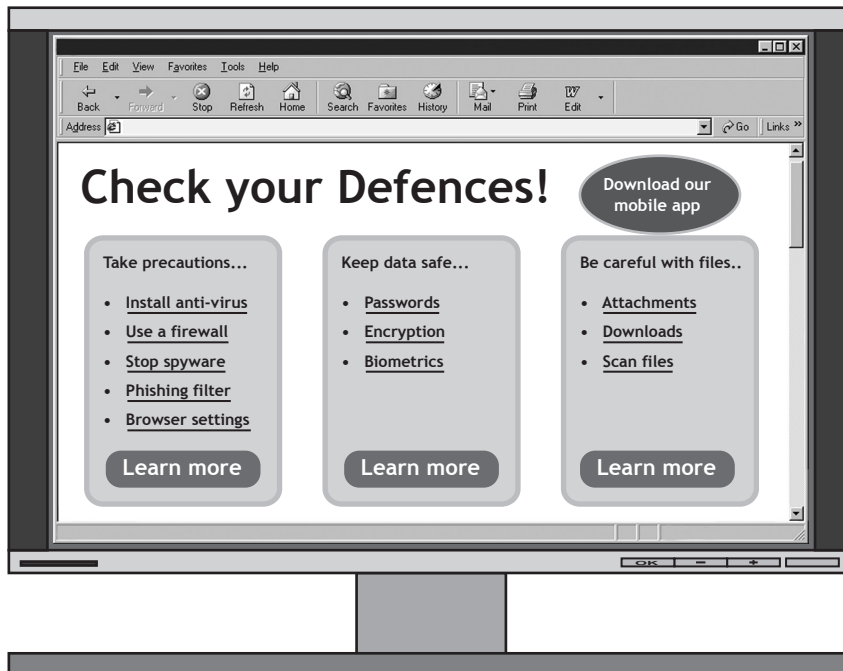 File Edit View Favorites Tools Help
Back Forward Stop Refresh Home Search Favorites History Mail Print Edit
Address Go Links »
Check your Defences!
Download our
mobile app
Take precautions...
• Install anti-virus
• Use a firewall
• Stop spyware
• Phishing filter
• Browser settings
Learn more
Keep data safe...
• Passwords
• Encryption
• Biometrics
Learn more
Be careful with files..
• Attachments
• Downloads
• Scan files
Learn more
OK − +